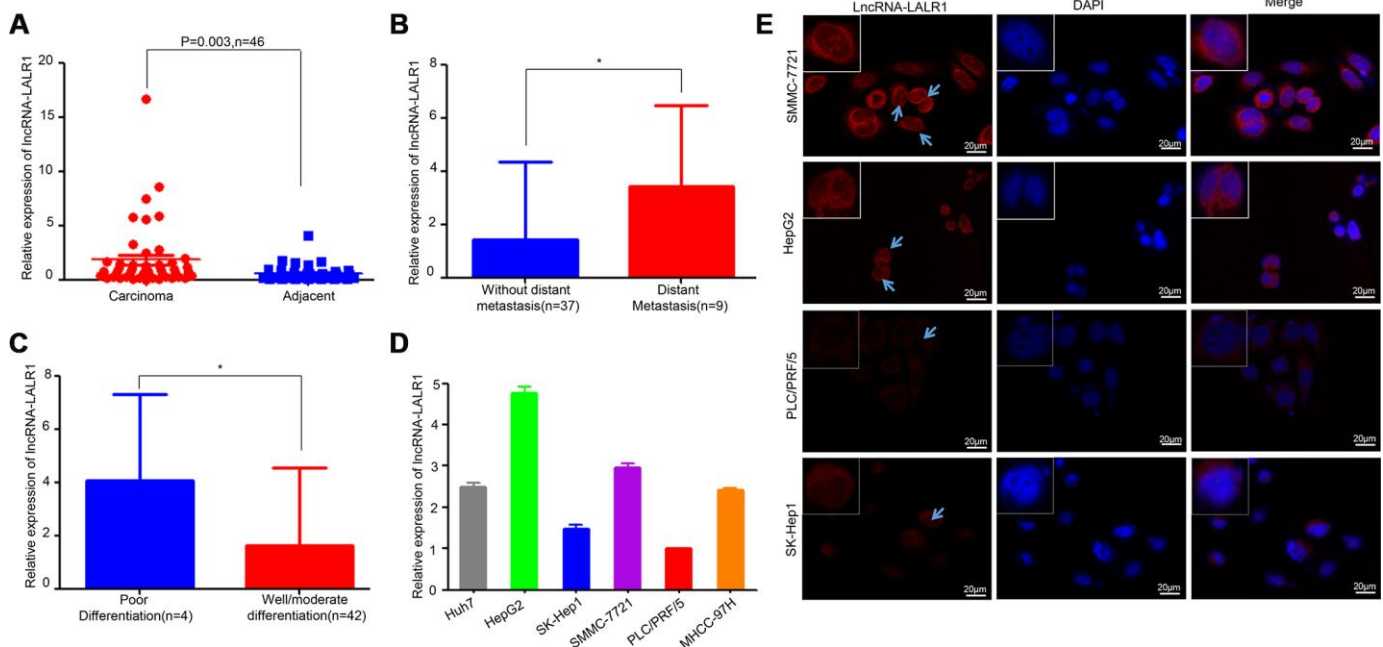 A
P=0.003,n=46
Relative expression of lncRNA-LALR1
20
15
10
5
0
Carcinoma
Adjacent
B
*
Relative expression of lncRNA-LALR1
8
6
4
2
0
Without distant
metastasis(n=37)
Distant
Metastasis(n=9)
C
*
Relative expression of lncRNA-LALR1
8
6
4
2
0
Poor
Differentiation(n=4)
Well/moderate
differentiation(n=42)
D
Relative expression of lncRNA-LALR1
5
4
3
2
1
0
Huh7
HepG2
SK-Hep1
SMMC-7721
PLC/PRF/5
MHCC-97H
E
LncRNA-LALR1
DAPI
Merge
SMMC-7721
20μm
20μm
20μm
HepG2
20μm
20μm
20μm
PLC/PRF/5
20μm
20μm
20μm
SK-Hep1
20μm
20μm
20μm